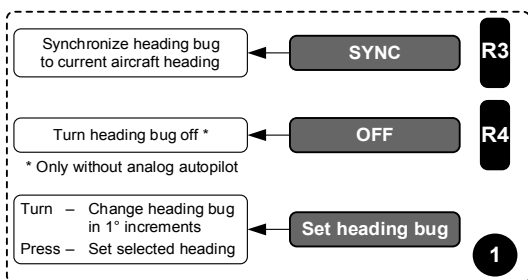 Synchronize heading bug
to current aircraft heading
SYNC
R3
Turn heading bug off *
OFF
R4
* Only without analog autopilot
Turn – Change heading bug
in 1° increments
Press – Set selected heading
Set heading bug
1